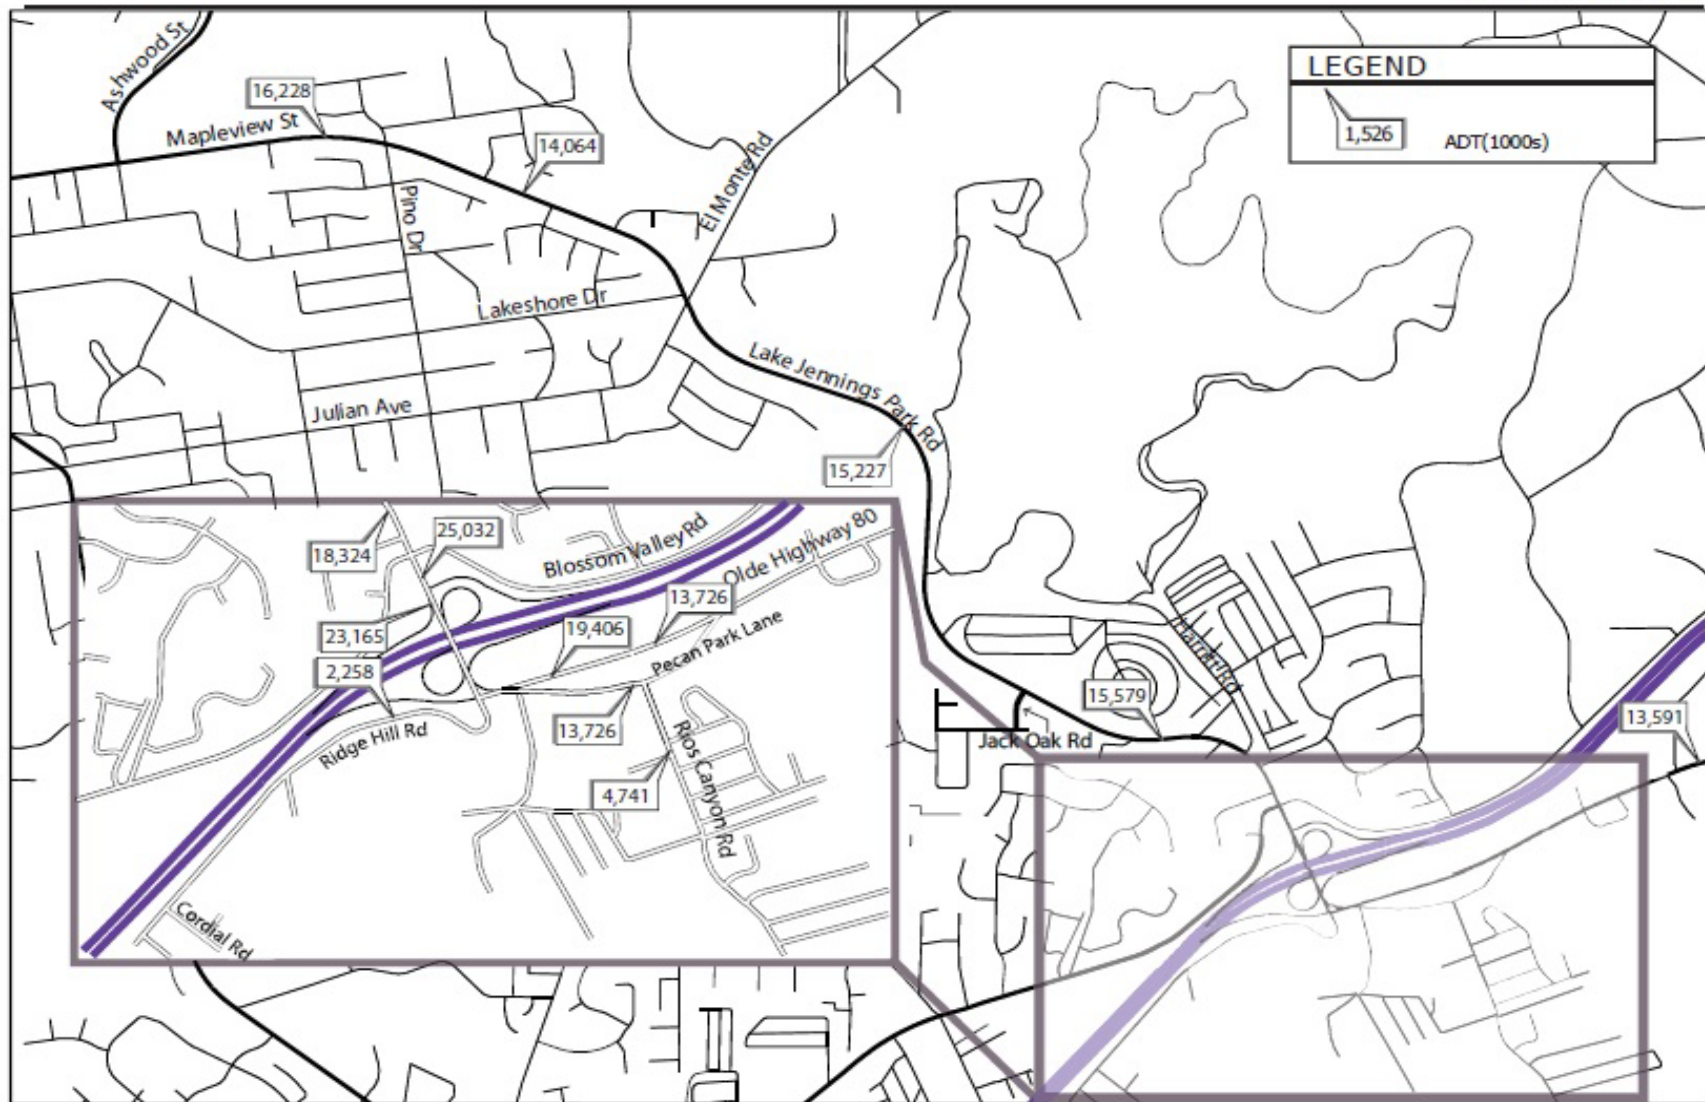 Ashwood St
LEGEND
1,526
ADT(1000s)
16,228
Mapleview St
14,064
El Monte Rd
Pino Dr
Lakeshore Dr
Lake Jennings Park Rd
Julian Ave
15,227
18,324
25,032
Blossom Valley Rd
Olde Highway 80
13,726
23,165
19,406
Pecan Park Lane
2,258
13,726
Ridge Hill Rd
Rios Canyon Rd
4,741
Cordial Rd
15,579
Jack Oak Rd
13,591